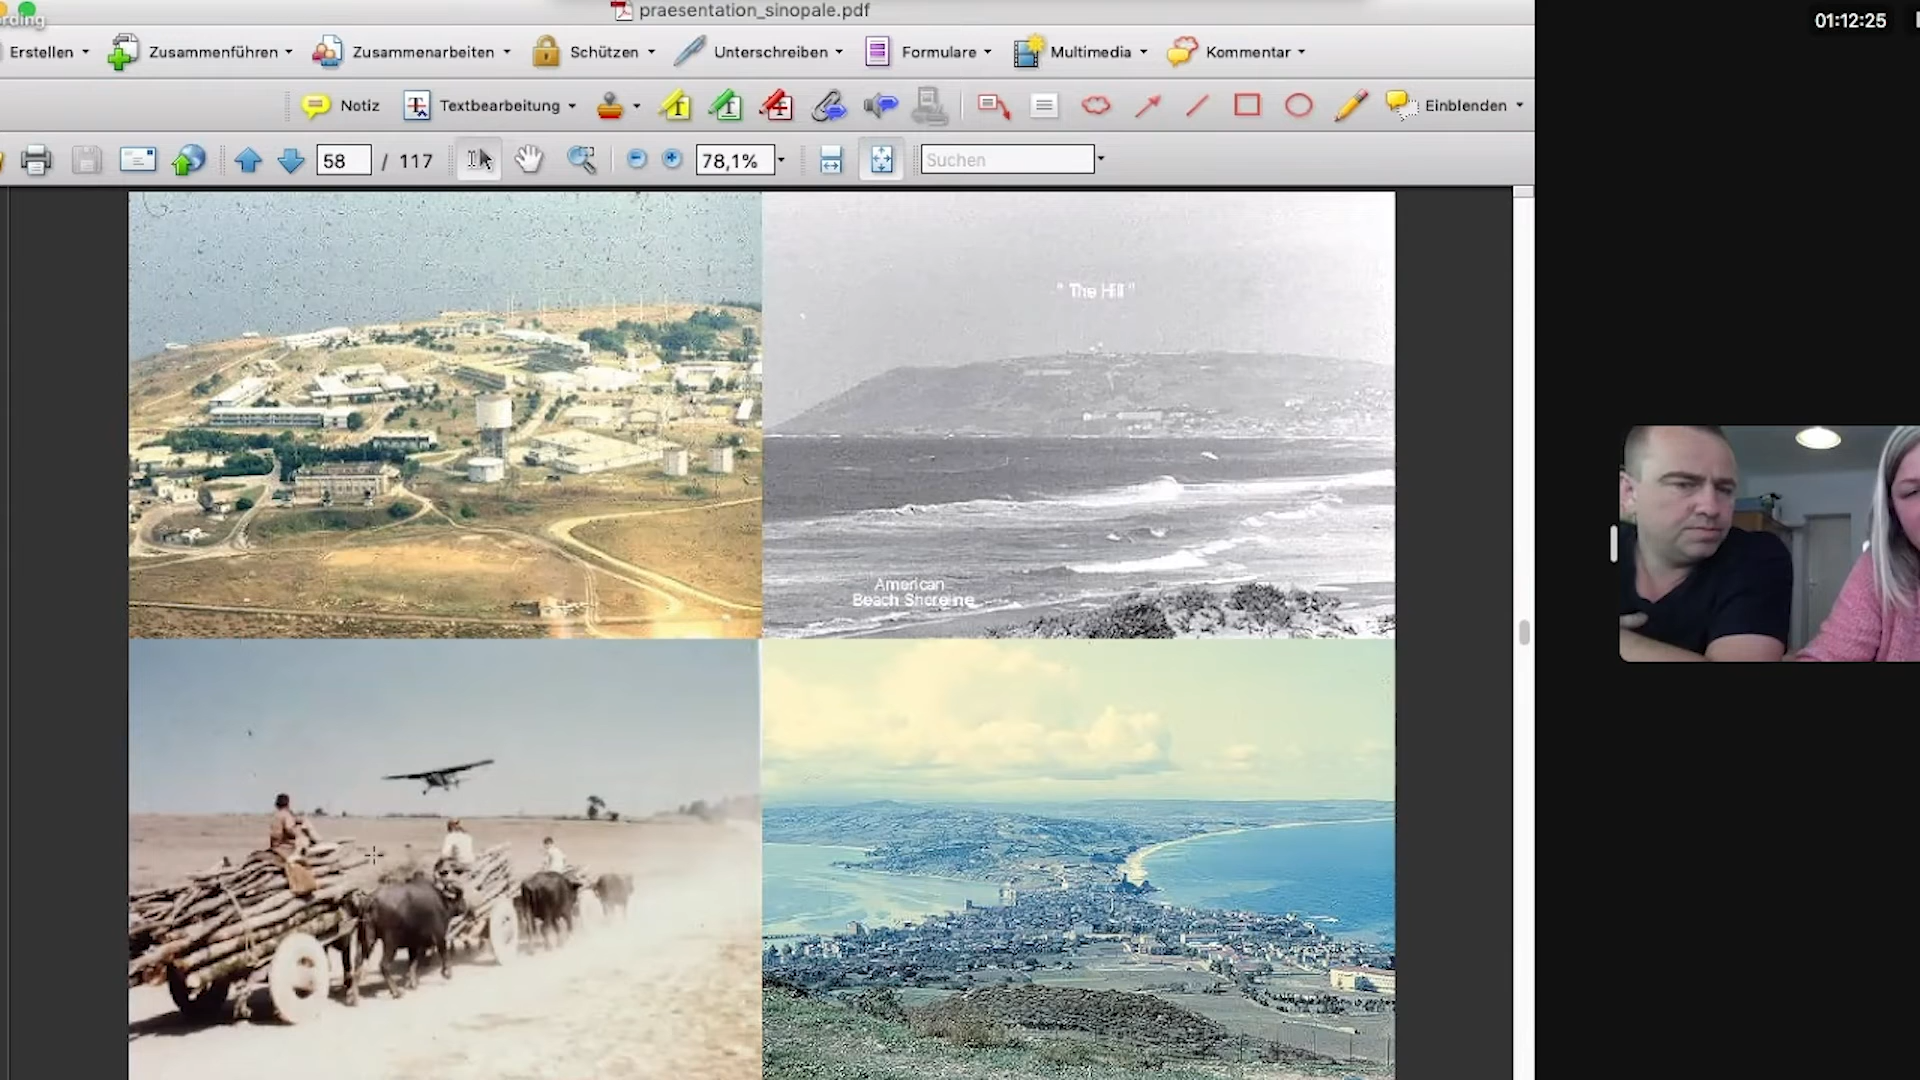 praesentation_sinopale.pdf
01:12:25
rding
Erstellen
Zusammenführen
Zusammenarbeiten
Schützen
Unterschreiben
Formulare
Multimedia
Kommentar
Notiz
Textbearbeitung
Einblenden
58 / 117
78,1%
Suchen
" The Hill "
American
Beach Shoreline